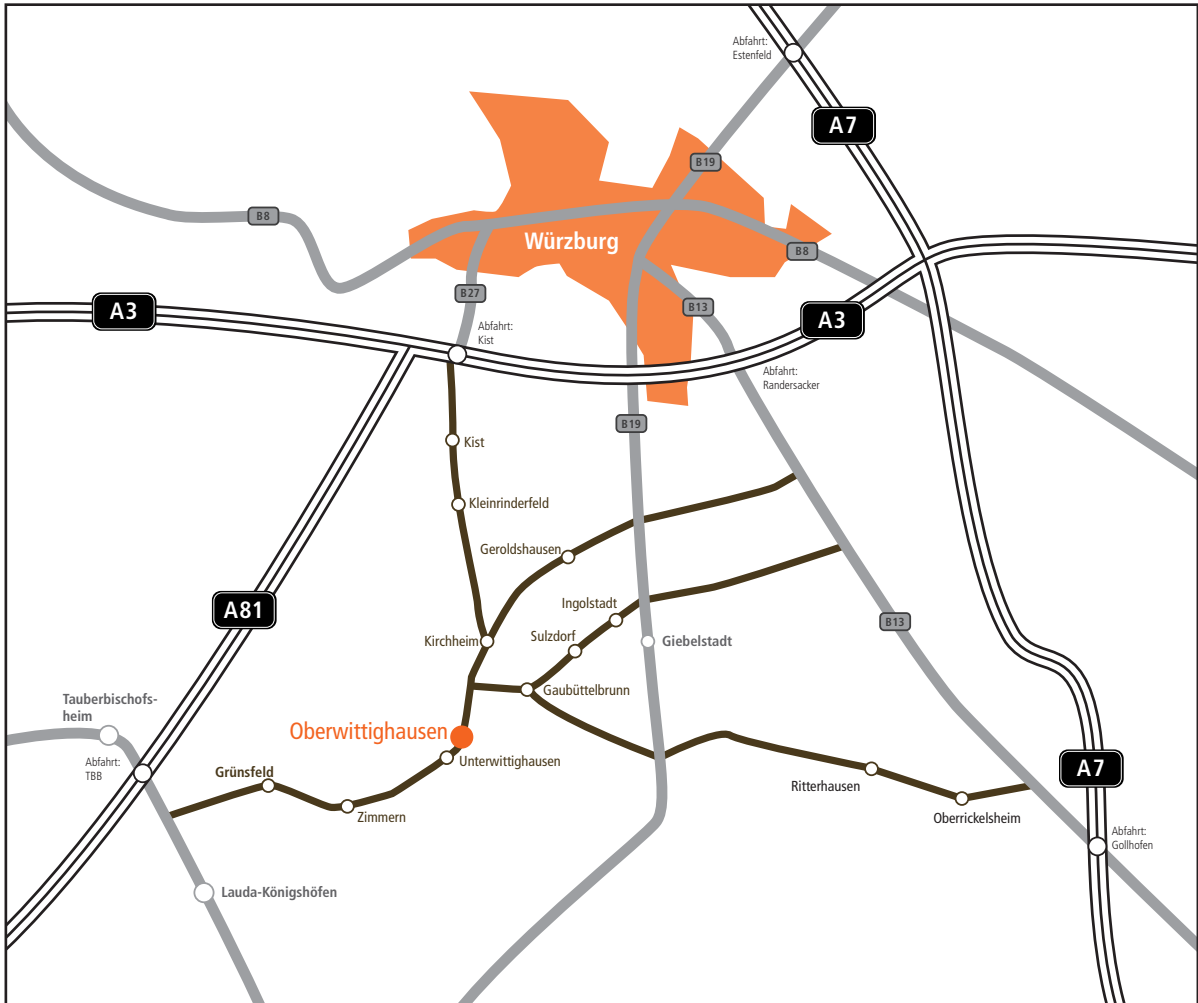 Abfahrt:
Estenfeld
A7
B19
B8
Würzburg
B8
B27
B13
A3
A3
Abfahrt:
Kist
Abfahrt:
Randersacker
B19
Kist
Kleinrinderfeld
Geroldshausen
A81
Ingolstadt
B13
Sulzdorf
Kirchheim
Giebelstadt
Gaubüttelbrunn
Tauberbischofs-
heim
Oberwittighausen
Abfahrt:
TBB
Unterwittighausen
Grünsfeld
A7
Ritterhausen
Zimmern
Oberrickelsheim
Abfahrt:
Gollhofen
Lauda-Königshöfen